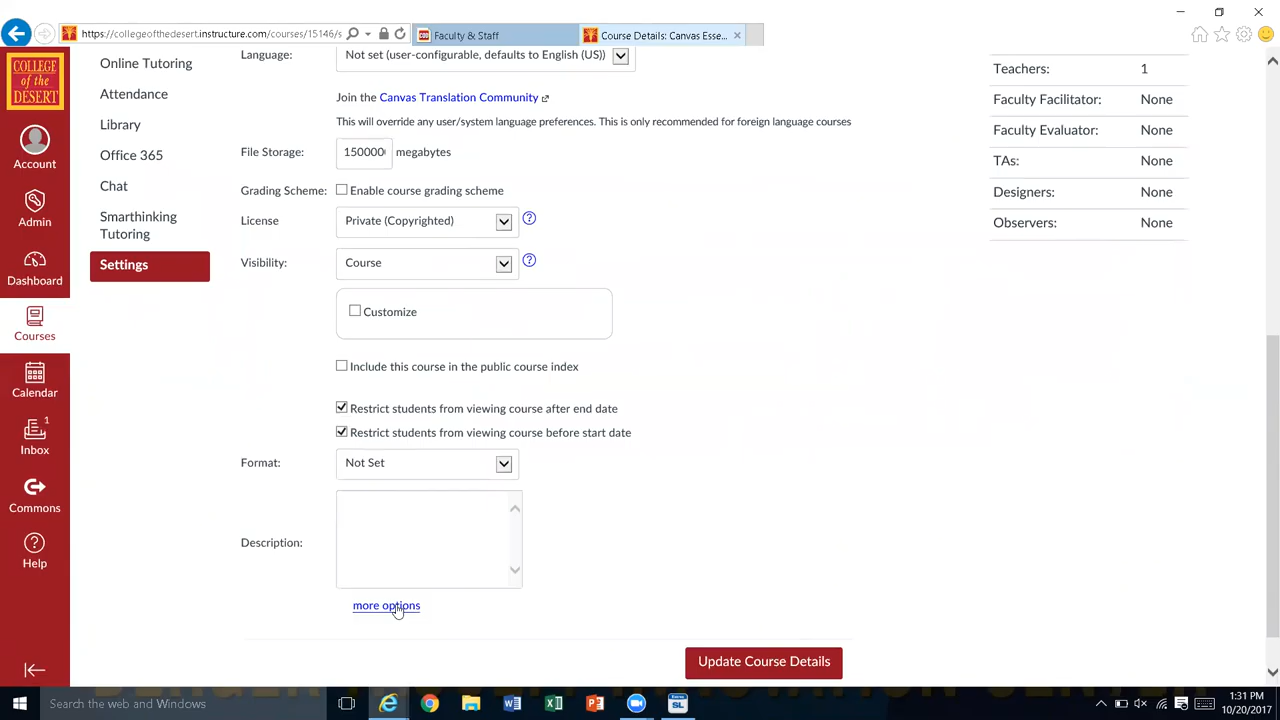 https://collegeofthedesert.instructure.com/courses/15146/s
Faculty & Staff
Course Details: Canvas Esse...
COLLEGE
of the
DESERT
Account
Admin
Dashboard
Courses
Calendar
1
Inbox
Commons
Help
Online Tutoring
Attendance
Library
Office 365
Chat
Smarthinking
Tutoring
Settings
Language: Not set (user-configurable, defaults to English (US))
Join the Canvas Translation Community
This will override any user/system language preferences. This is only recommended for foreign language courses
File Storage: 1500000 megabytes
Grading Scheme: Enable course grading scheme
License Private (Copyrighted)
Visibility: Course
Customize
Include this course in the public course index
Restrict students from viewing course after end date
Restrict students from viewing course before start date
Format: Not Set
Description:
more options
Update Course Details
Teachers: 1
Faculty Facilitator: None
Faculty Evaluator: None
TAs: None
Designers: None
Observers: None
Search the web and Windows
1:31 PM
10/20/2017